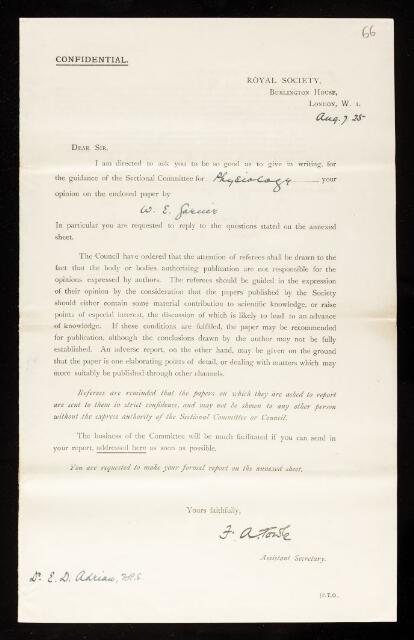 66
CONFIDENTIAL.
ROYAL SOCIETY,
BURLINGTON HOUSE,
LONDON, W. 1.
Aug. 7. 25
DEAR SIR,
I am directed to ask you to be so good as to give in writing, for
the guidance of the Sectional Committee for Physiology your
opinion on the enclosed paper by
W. E. Garner
In particular you are requested to reply to the questions stated on the annexed
sheet.
The Council have ordered that the attention of referees shall be drawn to the
fact that the body or bodies authorizing publication are not responsible for the
opinions expressed by authors. The referees should be guided in the expression
of their opinion by the consideration that the papers published by the Society
should either contain some material contribution to scientific knowledge, or raise
points of especial interest, the discussion of which is likely to lead to an advance
of knowledge. If these conditions are fulfilled, the paper may be recommended
for publication, although the conclusions drawn by the author may not be fully
established. An adverse report, on the other hand, may be given on the ground
that the paper is one elaborating points of detail, or dealing with matters which may
more suitably be published through other channels.
Referees are reminded that the papers on which they are asked to report
are sent to them in strict confidence, and may not be shown to any other person
without the express authority of the Sectional Committee or Council.
The business of the Committee will be much facilitated if you can send in
your report, addressed here as soon as possible.
You are requested to make your formal report on the annexed sheet.
Yours faithfully,
F. A. Towle
Assistant Secretary.
Dr. E. D. Adrian, F.R.S.
[P.T.O.